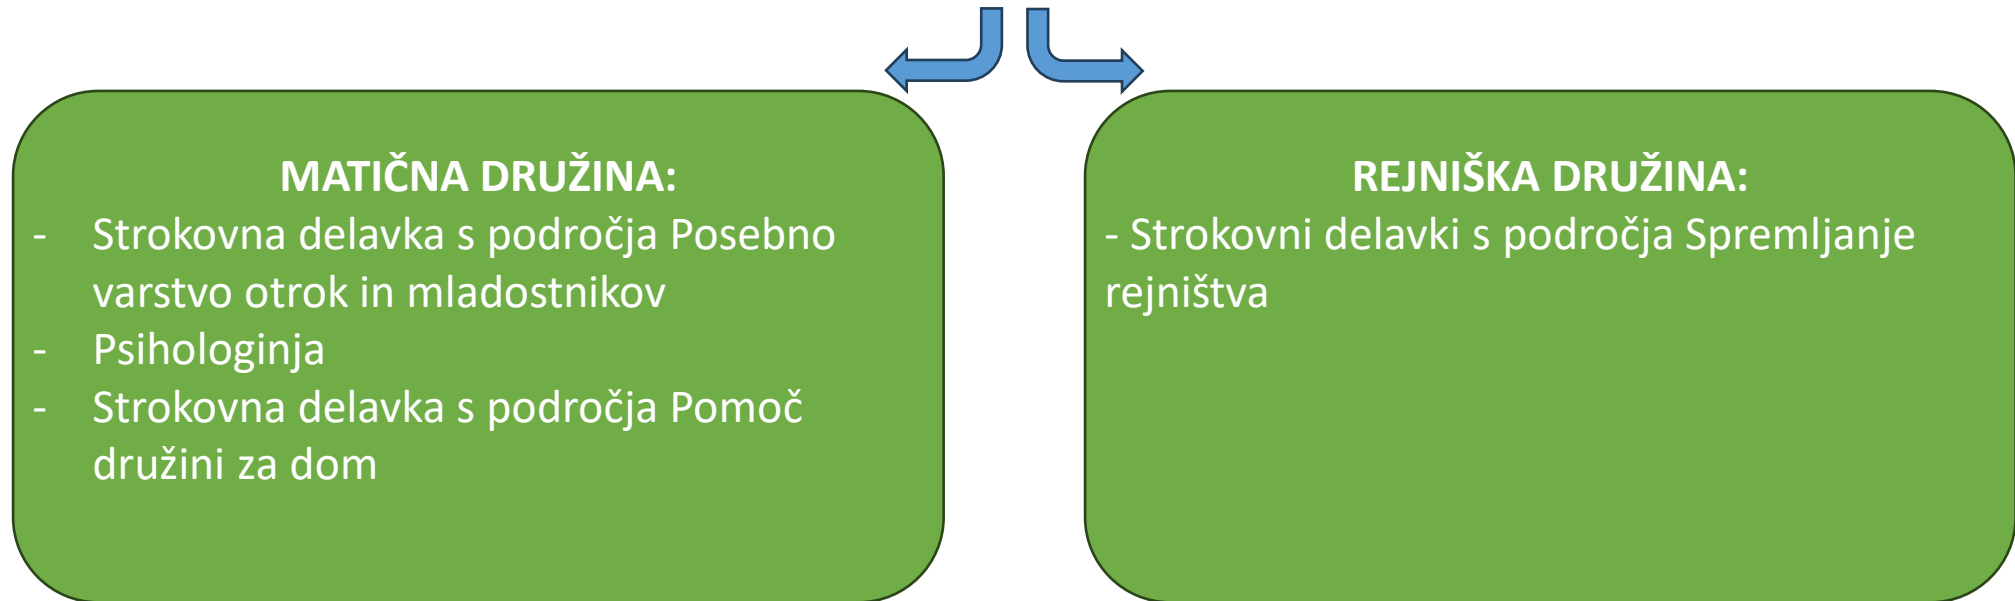 MATIČNA DRUŽINA:
- Strokovna delavka s področja Posebno
varstvo otrok in mladostnikov
- Psihologinja
- Strokovna delavka s področja Pomoč
družini za dom
REJNIŠKA DRUŽINA:
- Strokovni delavki s področja Spremljanje
rejništva